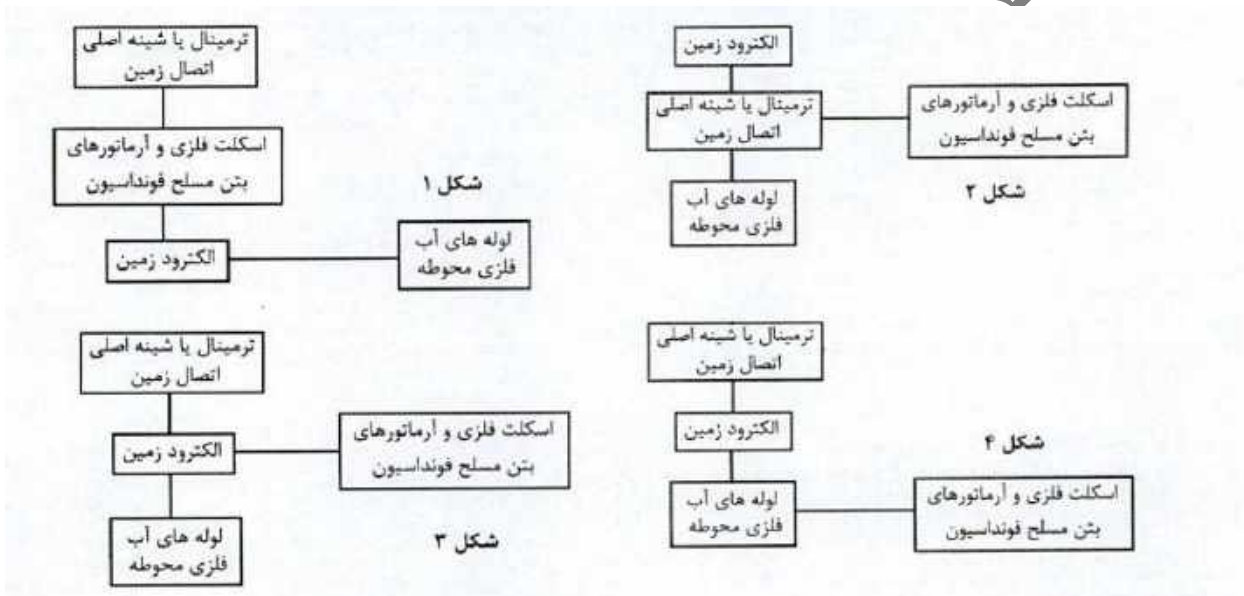 ترمینال یا شینه اصلی
اتصال زمین
اسکلت فلزی و آرماتورهای
بتن مسلح فونداسیون
الکترود زمین
لوله های آب
فلزی محوطه
شکل ۱
الکترود زمین
ترمینال یا شینه اصلی
اتصال زمین
لوله های آب
فلزی محوطه
اسکلت فلزی و آرماتورهای
بتن مسلح فونداسیون
شکل ۲
ترمینال یا شینه اصلی
اتصال زمین
الکترود زمین
لوله های آب
فلزی محوطه
اسکلت فلزی و آرماتورهای
بتن مسلح فونداسیون
شکل ۳
ترمینال یا شینه اصلی
اتصال زمین
الکترود زمین
لوله های آب
فلزی محوطه
اسکلت فلزی و آرماتورهای
بتن مسلح فونداسیون
شکل ۴